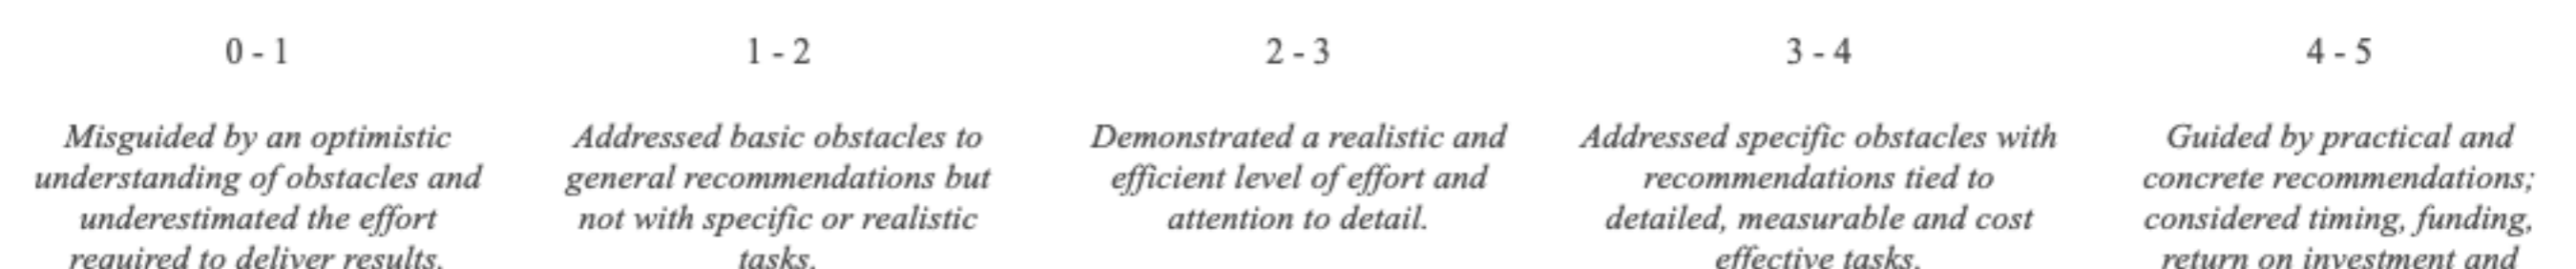 0 - 1
Misguided by an optimistic
understanding of obstacles and
underestimated the effort
required to deliver results.
1 - 2
Addressed basic obstacles to
general recommendations but
not with specific or realistic
tasks.
2 - 3
Demonstrated a realistic and
efficient level of effort and
attention to detail.
3 - 4
Addressed specific obstacles with
recommendations tied to
detailed, measurable and cost
effective tasks.
4 - 5
Guided by practical and
concrete recommendations;
considered timing, funding,
return on investment and